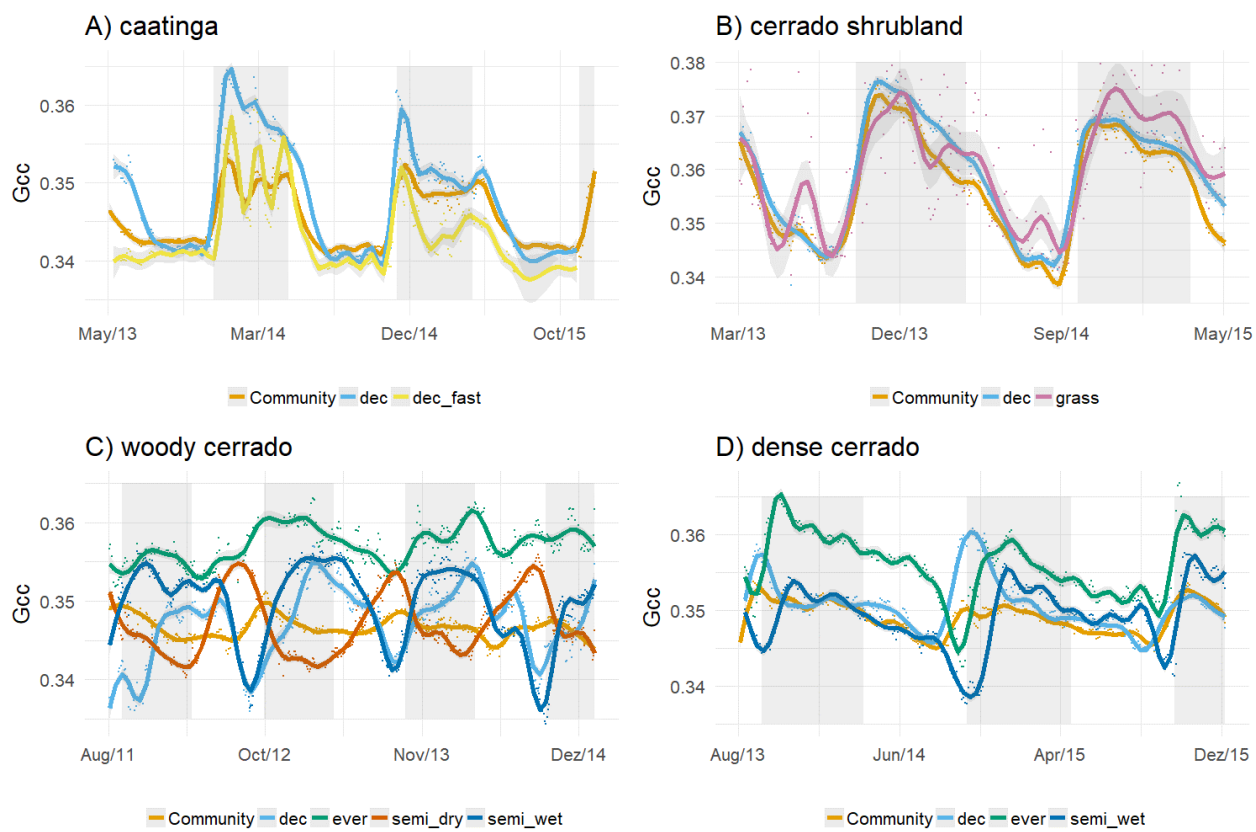 A) caatinga
Gcc
0.36
0.35
0.34
May/13 Mar/14 Dec/14 Oct/15
Community dec dec_fast
B) cerrado shrubland
Gcc
0.38
0.37
0.36
0.35
0.34
Mar/13 Dec/13 Sep/14 May/15
Community dec grass
C) woody cerrado
Gcc
0.36
0.35
0.34
Aug/11 Oct/12 Nov/13 Dez/14
Community dec ever semi_dry semi_wet
D) dense cerrado
Gcc
0.36
0.35
0.34
Aug/13 Jun/14 Apr/15 Dez/15
Community dec ever semi_wet